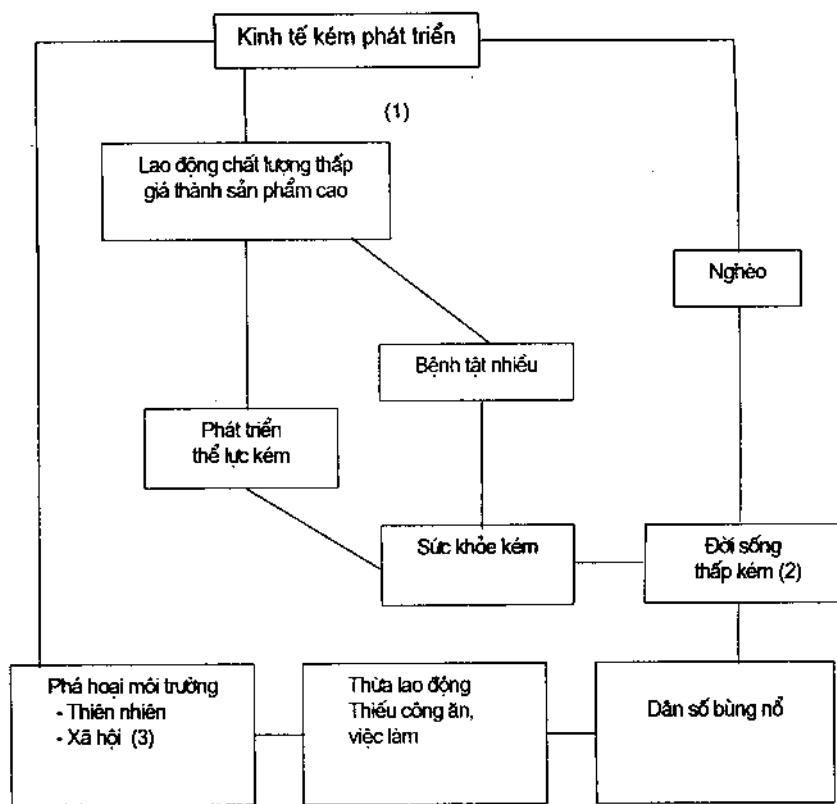 Kinh tế kém phát triển
(1)
Lao động chất lượng thấp
giá thành sản phẩm cao
Nghèo
Bệnh tật nhiều
Phát triển
thể lực kém
Sức khỏe kém
Đời sống
thấp kém (2)
Phá hoại môi trường
- Thiên nhiên
- Xã hội (3)
Thừa lao động
Thiếu công ăn,
việc làm
Dân số bùng nổ